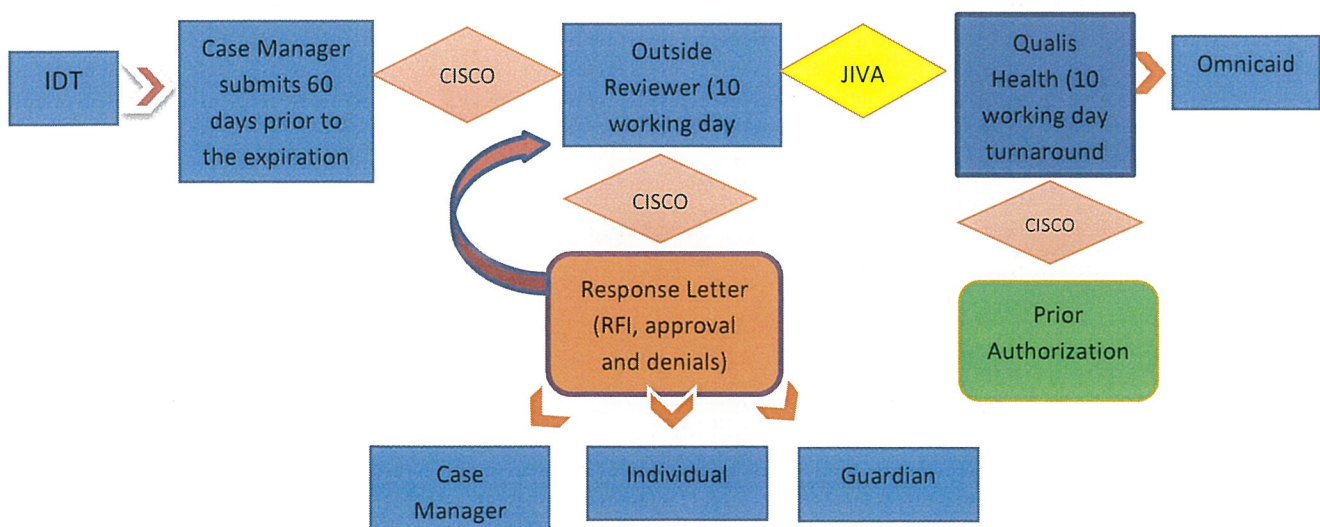 IDT
Case Manager
submits 60
days prior to
the expiration
CISCO
Outside
Reviewer (10
working day
JIVA
Qualis
Health (10
working day
turnaround
Omnicaid
CISCO
CISCO
Response Letter
(RFI, approval
and denials)
Prior
Authorization
Case
Manager
Individual
Guardian